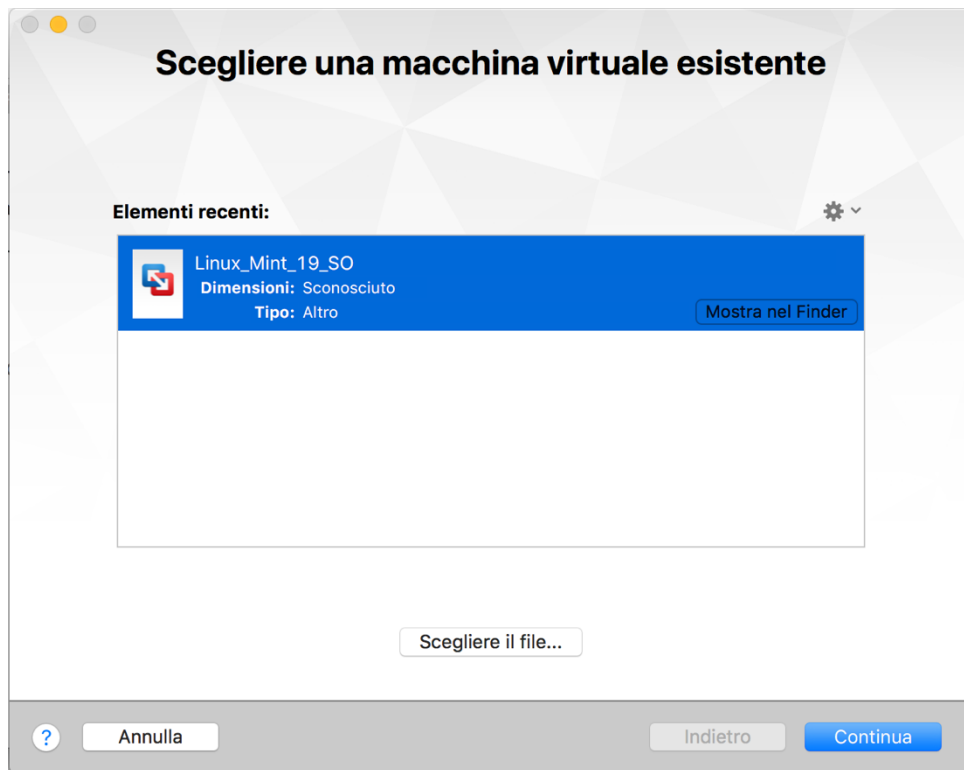 Scegliere una macchina virtuale esistente
Elementi recenti:
Linux_Mint_19_SO
Dimensioni: Sconosciuto
Tipo: Altro
Mostra nel Finder
Scegliere il file...
?
Annulla
Indietro
Continua